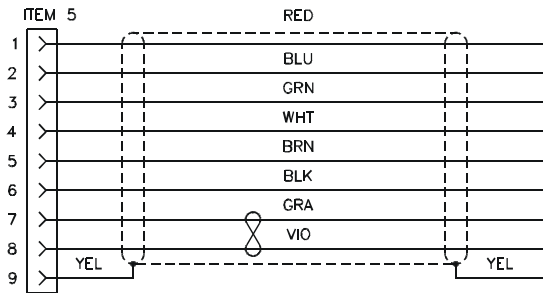 ITEM 5
RED
1
BLU
2
GRN
3
WHT
4
BRN
5
BLK
6
GRA
7
VIO
8
YEL YEL
9